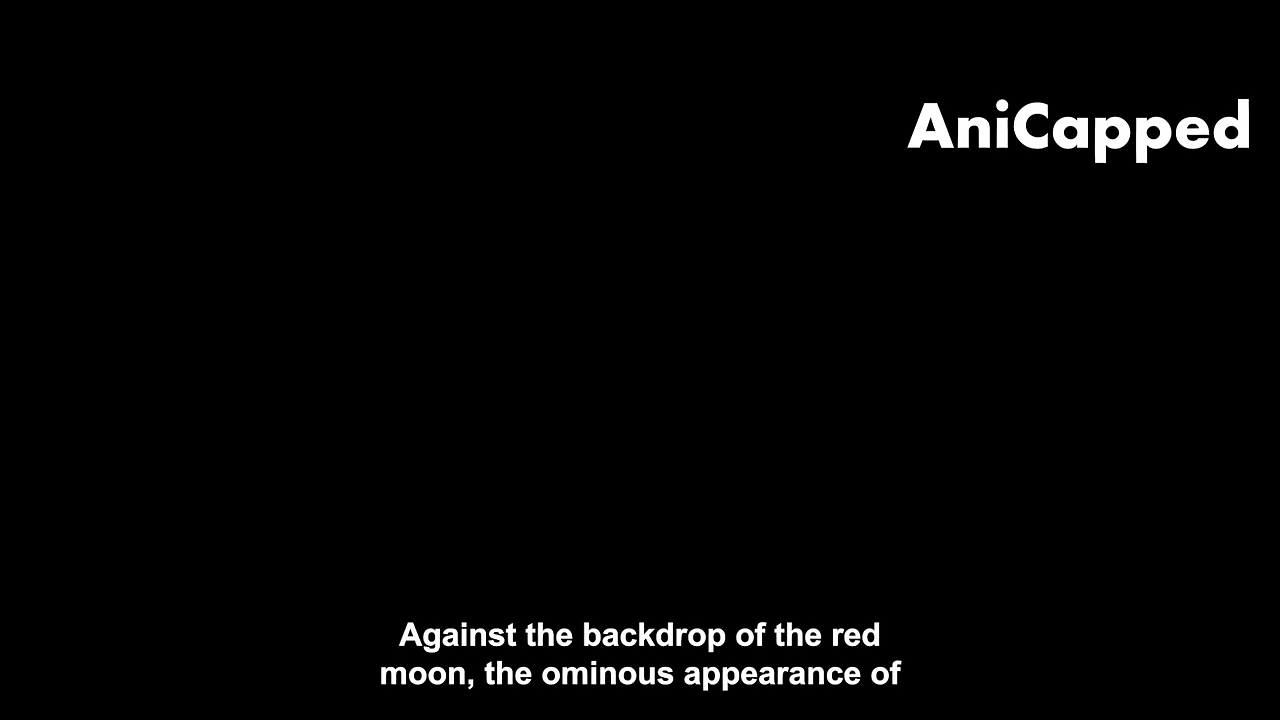 AniCapped
Against the backdrop of the red
moon, the ominous appearance of